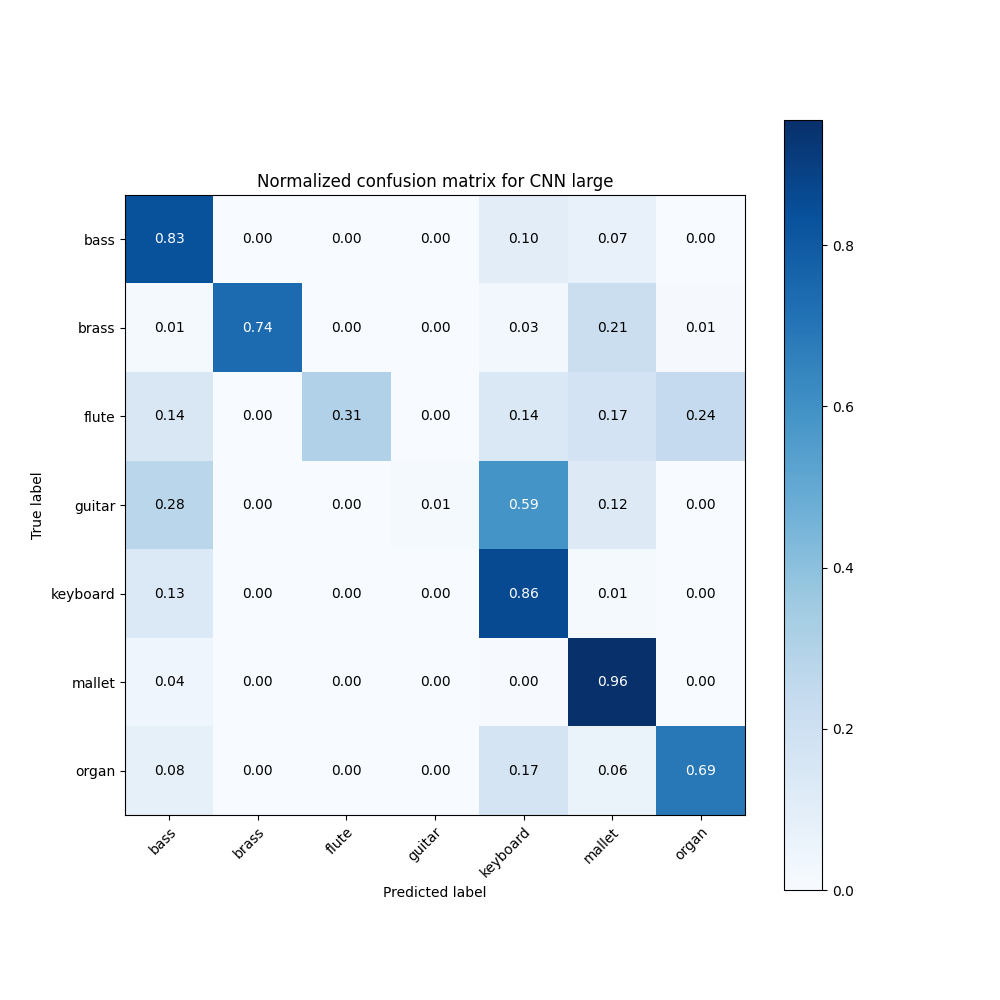 Normalized confusion matrix for CNN large
True label
bass 0.83 0.00 0.00 0.00 0.10 0.07 0.00
brass 0.01 0.74 0.00 0.00 0.03 0.21 0.01
flute 0.14 0.00 0.31 0.00 0.14 0.17 0.24
guitar 0.28 0.00 0.00 0.01 0.59 0.12 0.00
keyboard 0.13 0.00 0.00 0.00 0.86 0.01 0.00
mallet 0.04 0.00 0.00 0.00 0.00 0.96 0.00
organ 0.08 0.00 0.00 0.00 0.17 0.06 0.69
bass brass flute guitar keyboard mallet organ
Predicted label
0.8
0.6
0.4
0.2
0.0